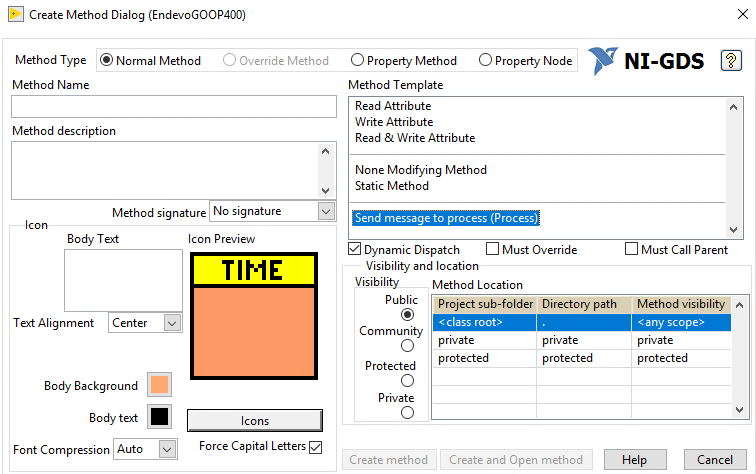 Create Method Dialog (EndevoGOOP400)
Method Type
Normal Method
Override Method
Property Method
Property Node
NI-GDS
?
Method Name
Method description
Method signature
No signature
Method Template
Read Attribute
Write Attribute
Read & Write Attribute
None Modifying Method
Static Method
Send message to process (Process)
Dynamic Dispatch
Must Override
Must Call Parent
Icon
Body Text
Icon Preview
TIME
Text Alignment
Center
Body Background
Body text
Icons
Font Compression
Auto
Force Capital Letters
Visibility and location
Visibility
Public
Community
Protected
Private
Method Location
Project sub-folder Directory path Method visibility
<class root> . <any scope>
private private private
protected protected protected
Create method
Create and Open method
Help
Cancel